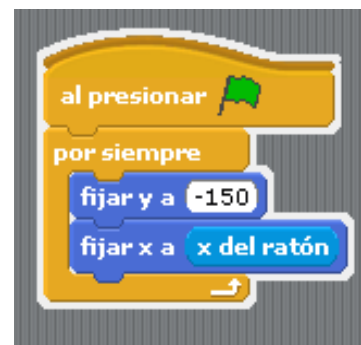 al presionar
por siempre
fijar y a -150
fijar x a x del ratón